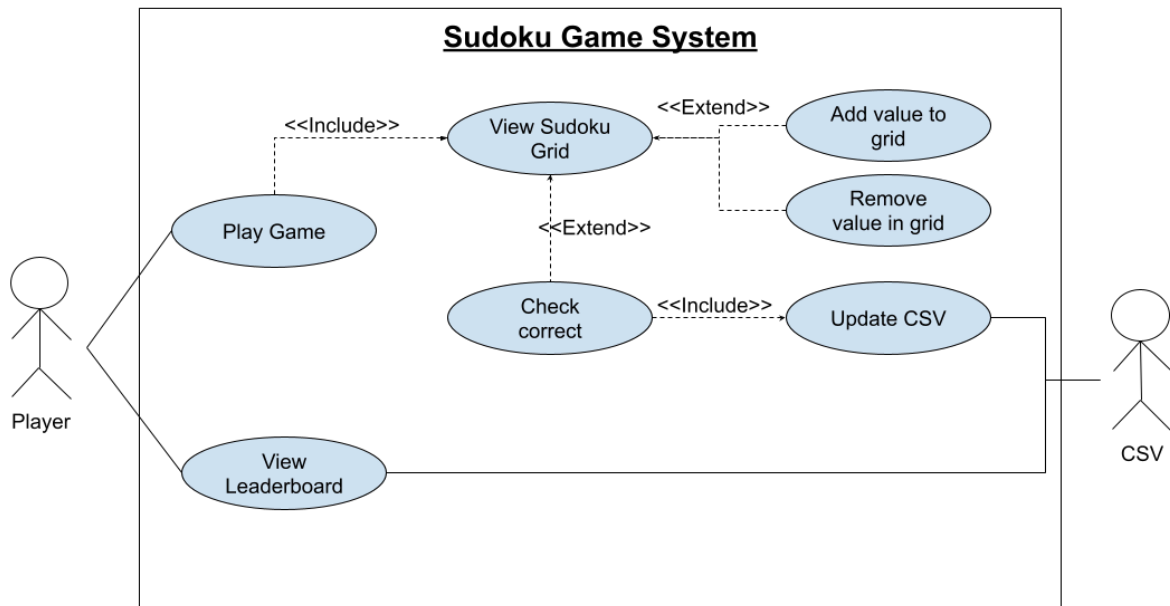 Sudoku Game System
<<Extend>>
Add value to
grid
<<Include>>
View Sudoku
Grid
Remove
value in grid
Play Game
<<Extend>>
Check
correct
<<Include>>
Update CSV
Player
View
Leaderboard
CSV